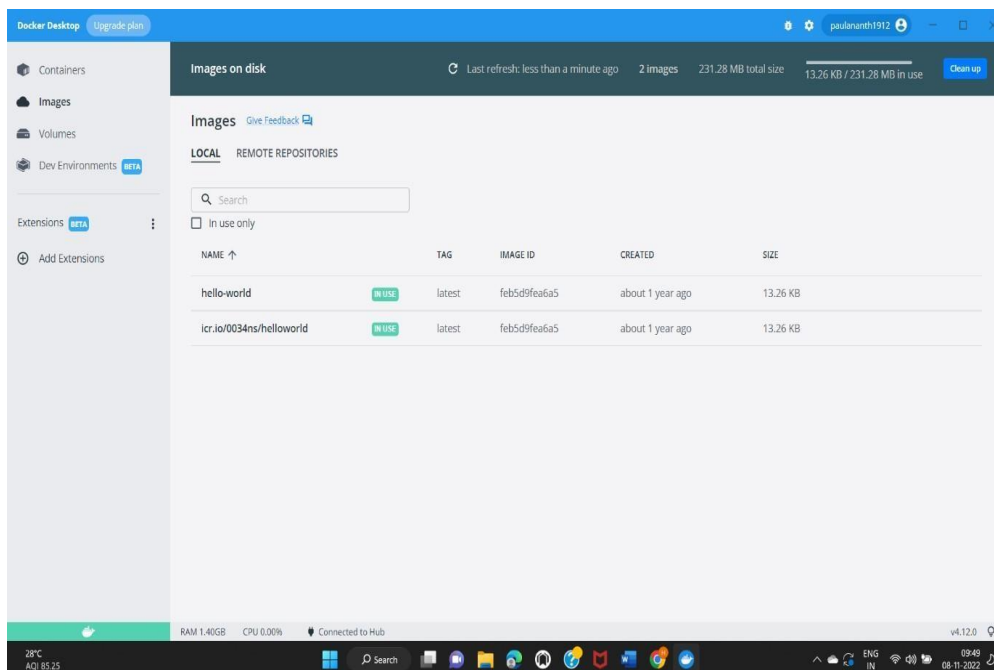 Docker Desktop Upgrade plan paulananth1912
Containers
Images
Volumes
Dev Environments BETA
Extensions BETA
Add Extensions
Images on disk Last refresh: less than a minute ago 2 images 231.28 MB total size 13.26 KB / 231.28 MB in use Clean up
Images Give Feedback
LOCAL REMOTE REPOSITORIES
Search
In use only
NAME TAG IMAGE ID CREATED SIZE
hello-world IN USE latest feb5d9fea6a5 about 1 year ago 13.26 KB
icr.io/0034ns/helloworld IN USE latest feb5d9fea6a5 about 1 year ago 13.26 KB
RAM 1.40GB CPU 0.00% Connected to Hub v4.12.0
28°C Search ENG 09:49
AQI 85.25 IN 08-11-2022